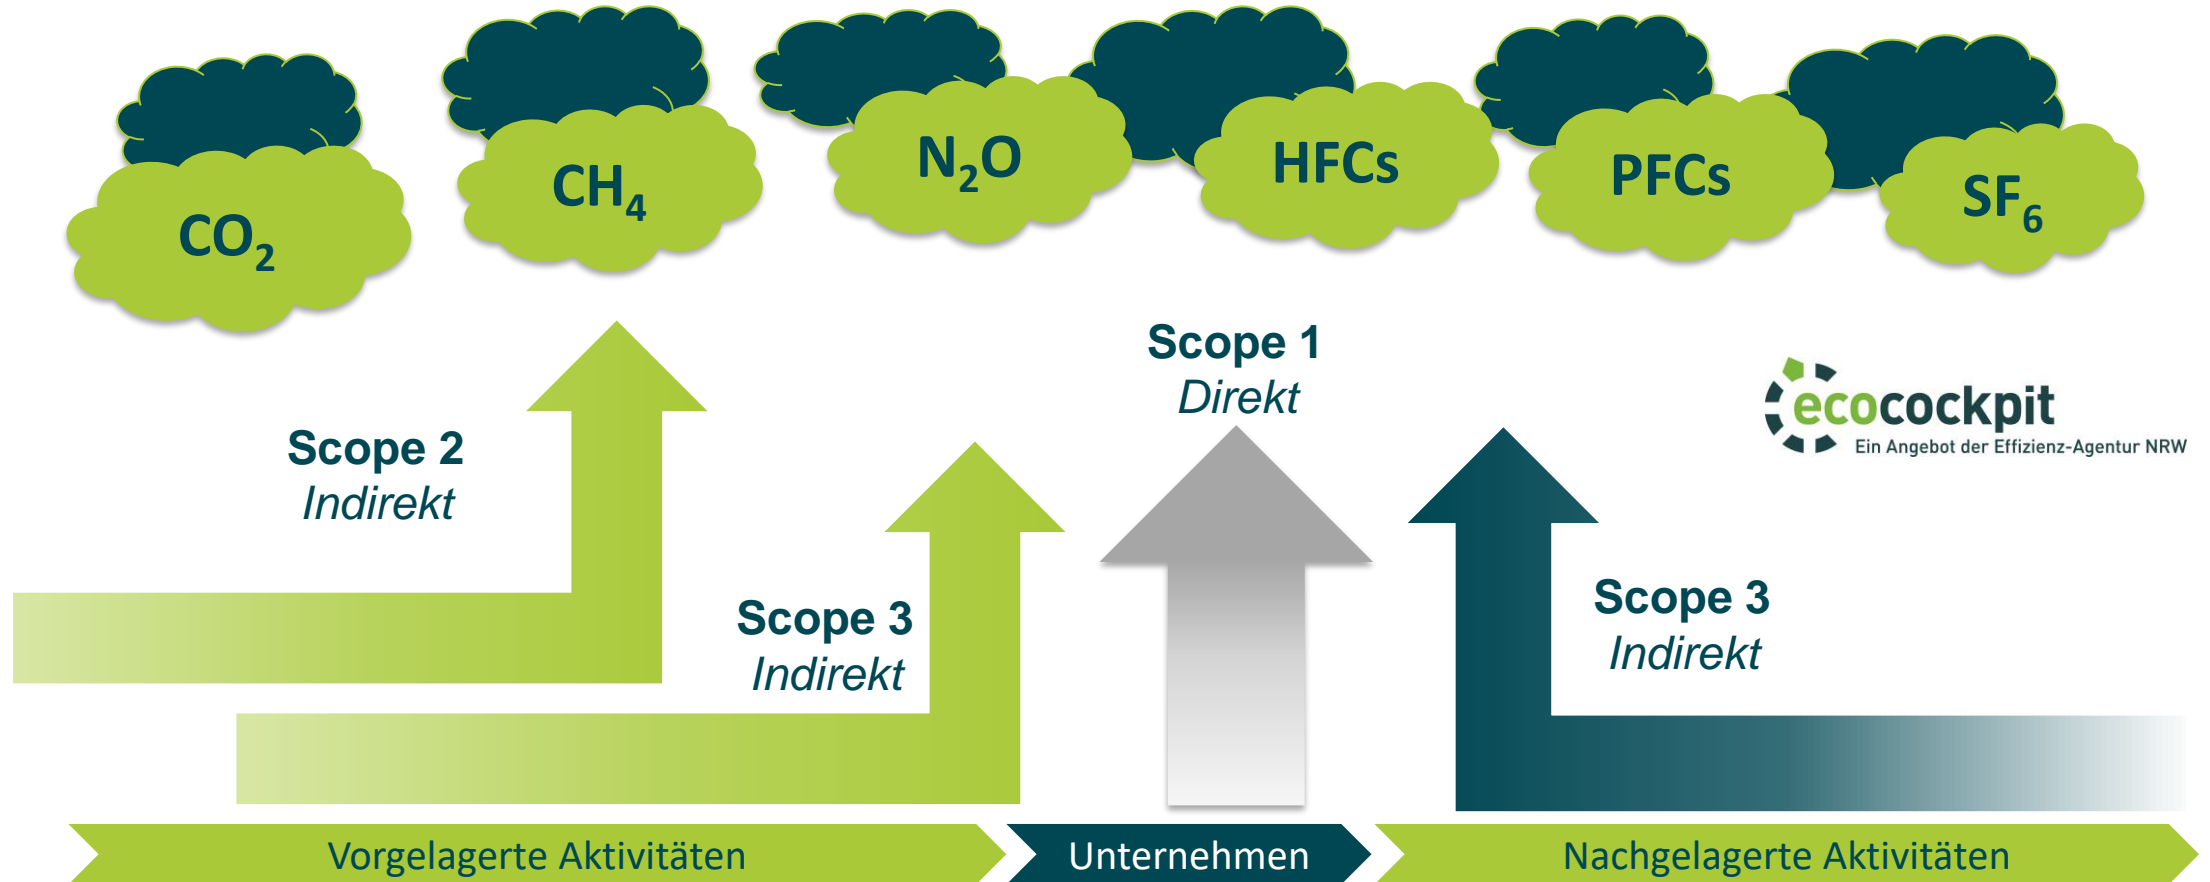 CO₂
CH₄
N₂O
HFCs
PFCs
SF₆
Scope 1
Direkt
Scope 2
Indirekt
ecocockpit
Ein Angebot der Effizienz-Agentur NRW
Scope 3
Indirekt
Scope 3
Indirekt
Vorgelagerte Aktivitäten
Unternehmen
Nachgelagerte Aktivitäten